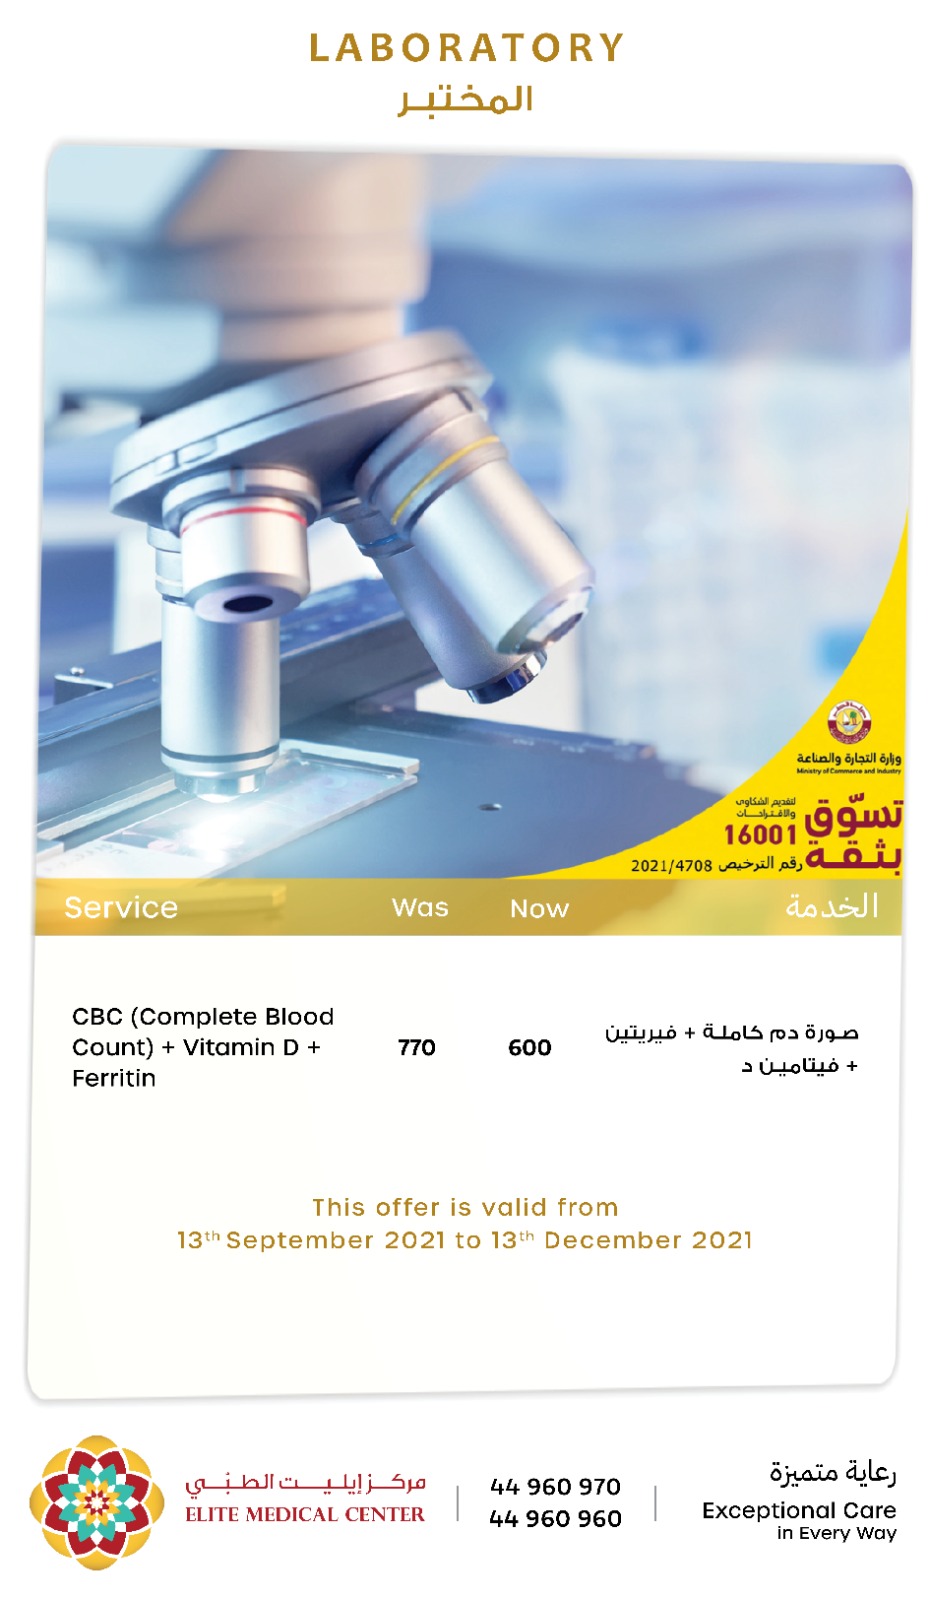 LABORATORY
المختبر
وزارة التجارة والصناعة
Ministry of Commerce and Industry
لتقديم الشكاوى
والاقتراحات
16001
تسوّق
بثقة
رقم الترخيص 2021/4708
Service Was Now الخدمة
CBC (Complete Blood
Count) + Vitamin D +
Ferritin
770 600
صورة دم كاملة + فيريتين
+ فيتامين د
This offer is valid from
13th September 2021 to 13th December 2021
مركز إيليت الطبّي
ELITE MEDICAL CENTER
44 960 970
44 960 960
رعاية متميزة
Exceptional Care
in Every Way